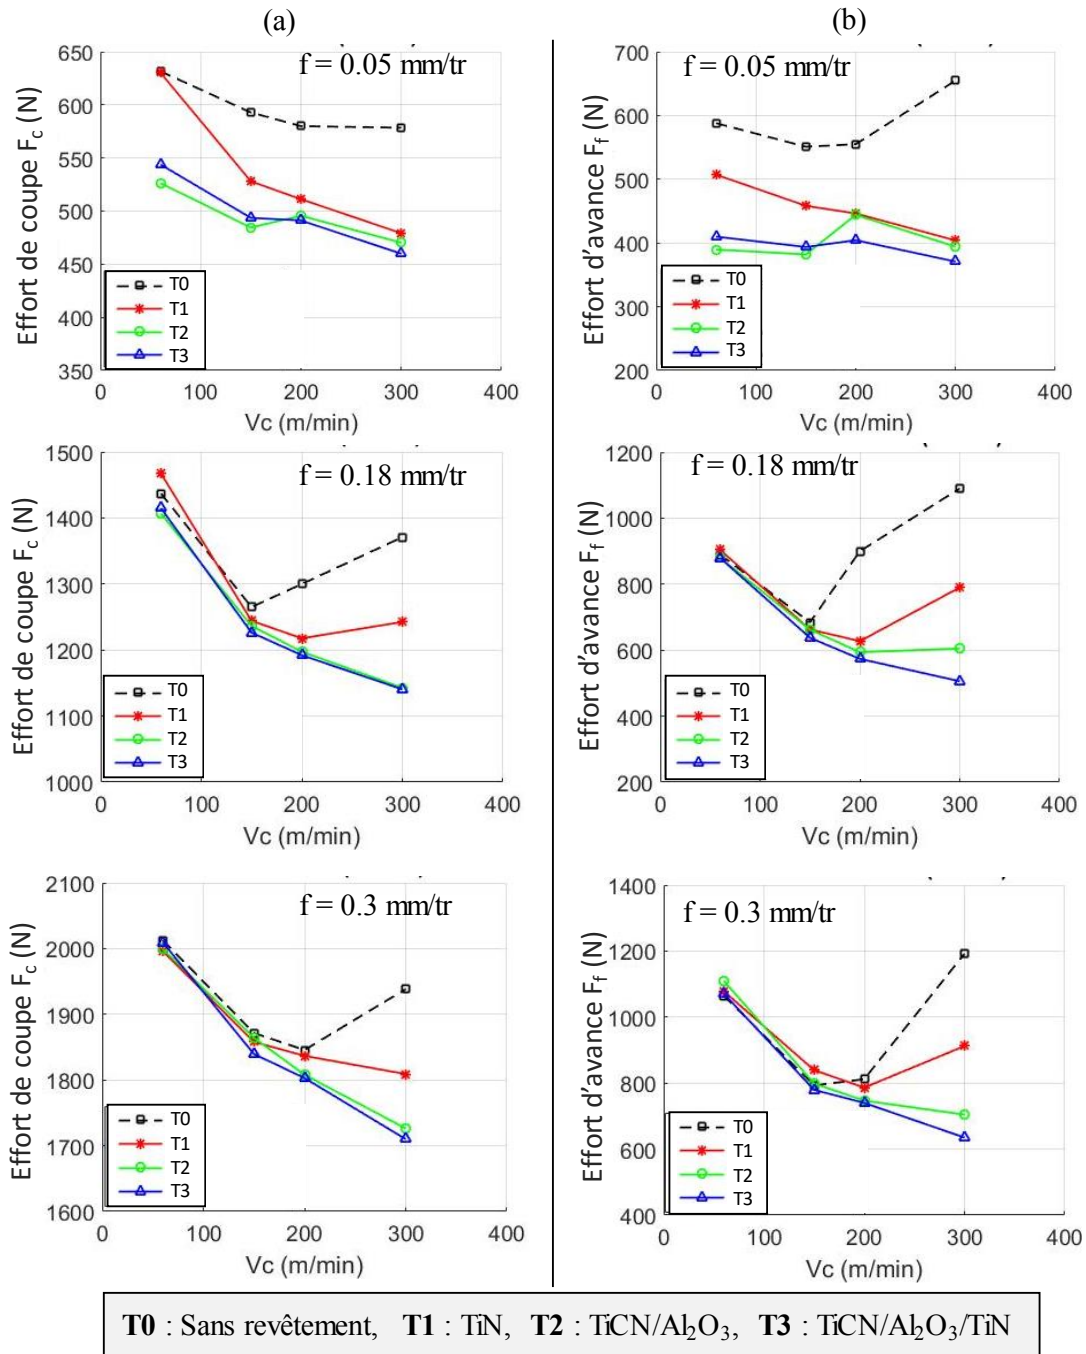 (a)
(b)
650
600
550
500
450
400
350
0
100
200
300
400
Effort de coupe F_c (N)
Vc (m/min)
f = 0.05 mm/tr
T0
T1
T2
T3
700
600
500
400
300
200
0
100
200
300
400
Effort d’avance F_f (N)
Vc (m/min)
f = 0.05 mm/tr
T0
T1
T2
T3
1500
1400
1300
1200
1100
1000
0
100
200
300
400
Effort de coupe F_c (N)
Vc (m/min)
f = 0.18 mm/tr
T0
T1
T2
T3
1200
1000
800
600
400
200
0
100
200
300
400
Effort d’avance F_f (N)
Vc (m/min)
f = 0.18 mm/tr
T0
T1
T2
T3
2100
2000
1900
1800
1700
1600
0
100
200
300
400
Effort de coupe F_c (N)
Vc (m/min)
f = 0.3 mm/tr
T0
T1
T2
T3
1400
1200
1000
800
600
400
0
100
200
300
400
Effort d’avance F_f (N)
Vc (m/min)
f = 0.3 mm/tr
T0
T1
T2
T3
T0 : Sans revêtement, T1 : TiN, T2 : TiCN/Al₂O₃, T3 : TiCN/Al₂O₃/TiN